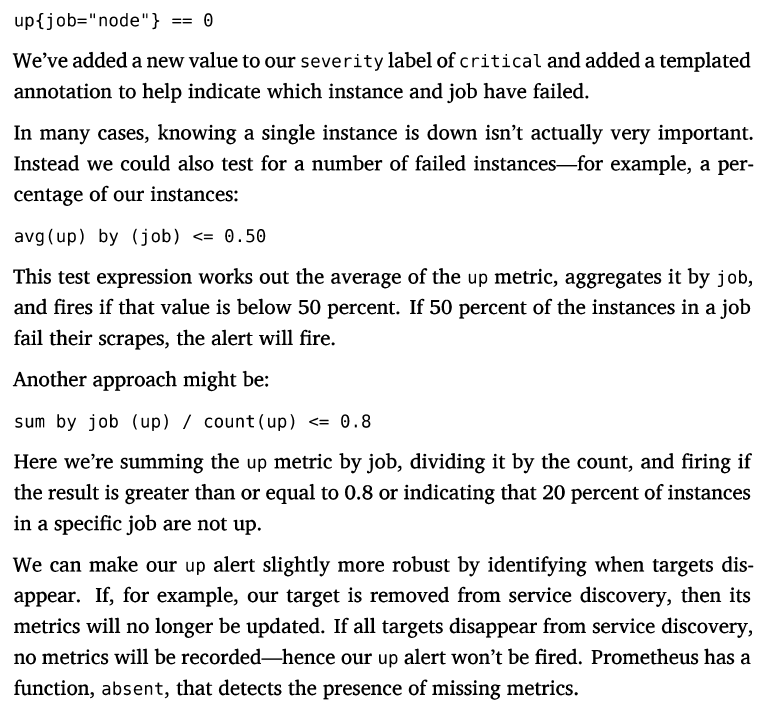 up{job="node"} == 0
We’ve added a new value to our severity label of critical and added a templated
annotation to help indicate which instance and job have failed.
In many cases, knowing a single instance is down isn’t actually very important.
Instead we could also test for a number of failed instances—for example, a per-
centage of our instances:
avg(up) by (job) <= 0.50
This test expression works out the average of the up metric, aggregates it by job,
and fires if that value is below 50 percent. If 50 percent of the instances in a job
fail their scrapes, the alert will fire.
Another approach might be:
sum by job (up) / count(up) <= 0.8
Here we’re summing the up metric by job, dividing it by the count, and firing if
the result is greater than or equal to 0.8 or indicating that 20 percent of instances
in a specific job are not up.
We can make our up alert slightly more robust by identifying when targets dis-
appear. If, for example, our target is removed from service discovery, then its
metrics will no longer be updated. If all targets disappear from service discovery,
no metrics will be recorded—hence our up alert won’t be fired. Prometheus has a
function, absent, that detects the presence of missing metrics.